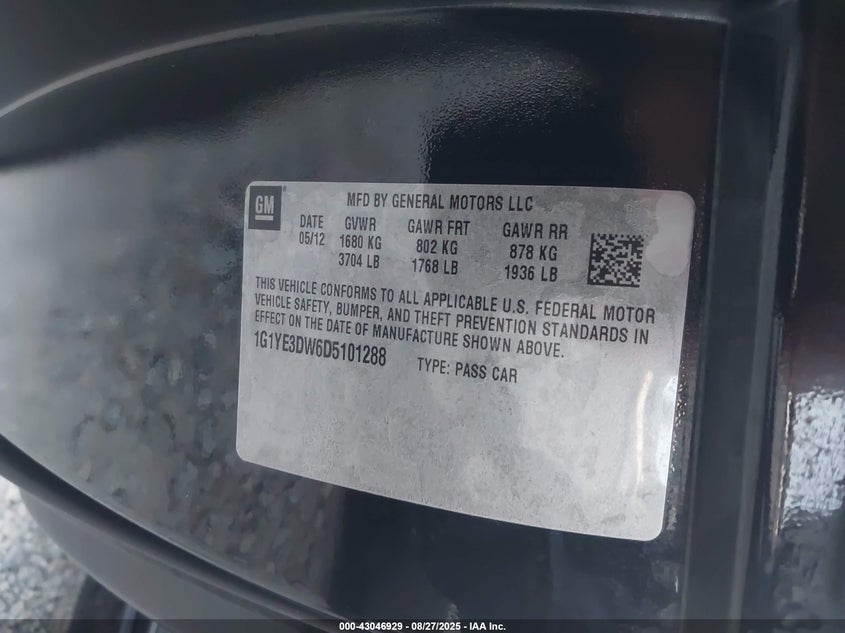 GM
®
MFD BY GENERAL MOTORS LLC
DATE GVWR GAWR FRT GAWR RR
05/12 1680 KG 802 KG 878 KG
3704 LB 1768 LB 1936 LB
THIS VEHICLE CONFORMS TO ALL APPLICABLE U.S. FEDERAL MOTOR
VEHICLE SAFETY, BUMPER, AND THEFT PREVENTION STANDARDS IN
EFFECT ON THE DATE OF MANUFACTURE SHOWN ABOVE.
1G1YE3DW6D5101288 TYPE: PASS CAR
000-43046929 - 08/27/2025 - IAA Inc.